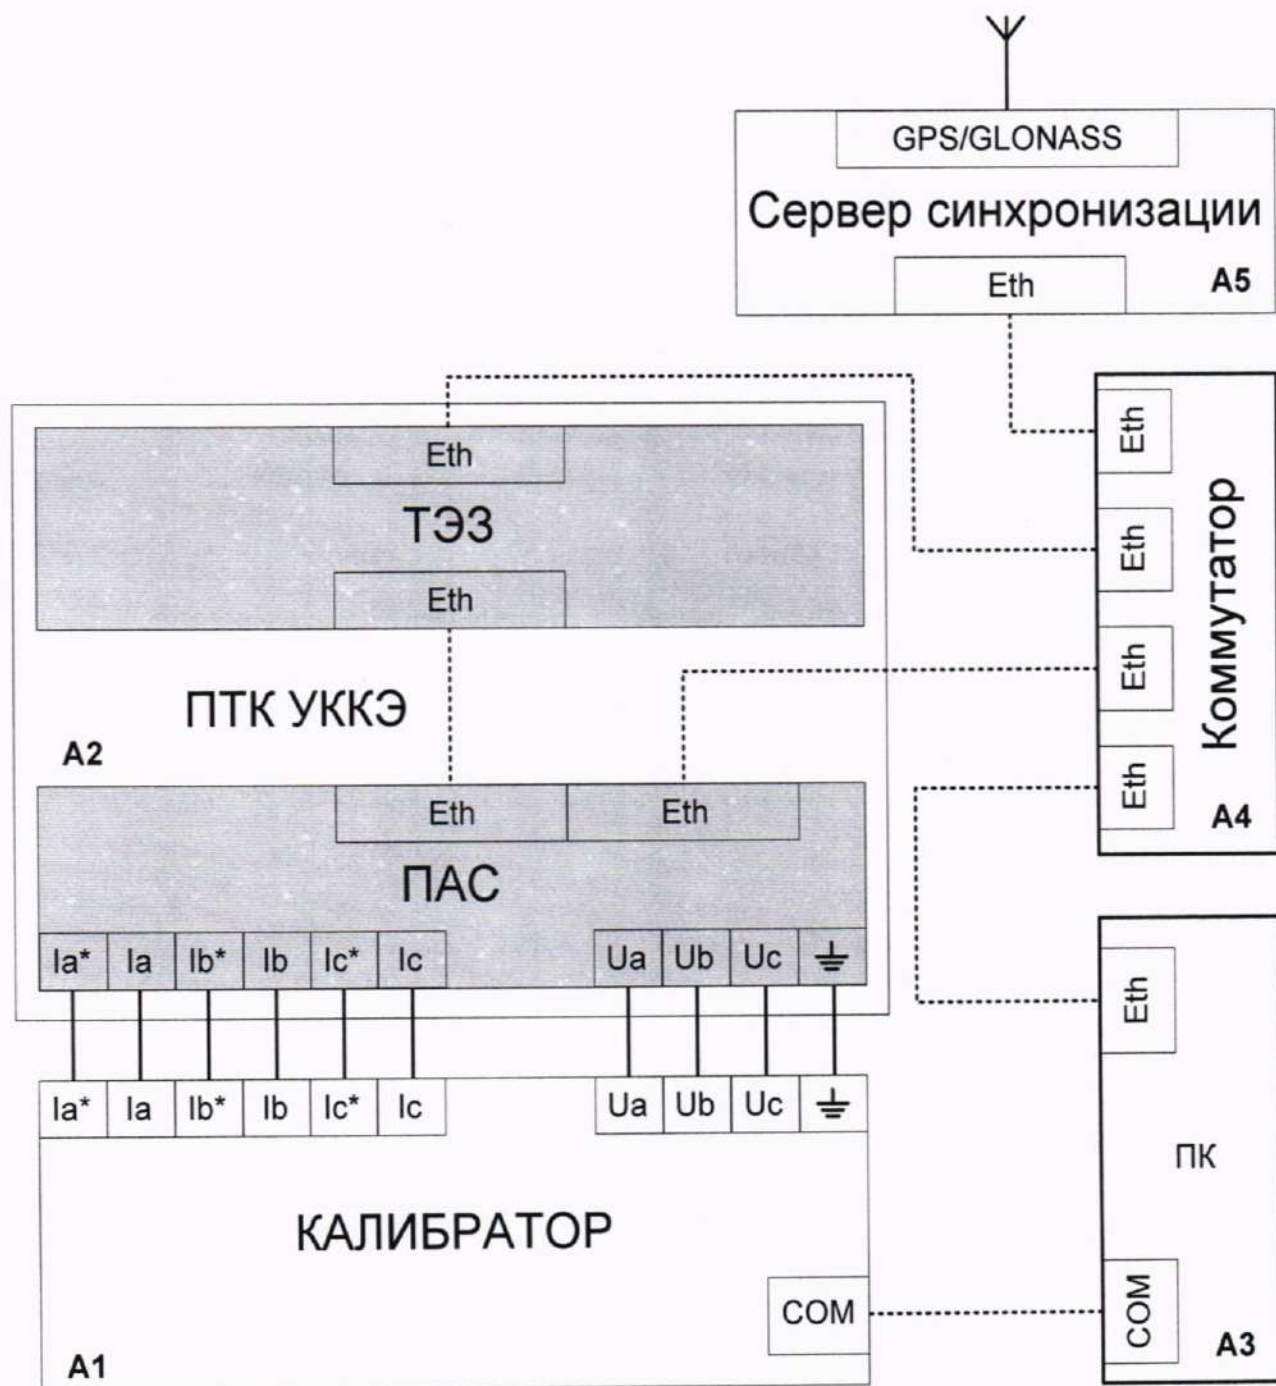 GPS/GLONASS
Сервер синхронизации
Eth
A5
Eth
ТЭЗ
Eth
ПТК УККЭ
A2
Eth Eth
ПАС
Ia* Ia Ib* Ib Ic* Ic Ua Ub Uc
Ia* Ia Ib* Ib Ic* Ic Ua Ub Uc
КАЛИБРАТОР
COM
A1
Eth
Eth
Eth
Eth
Коммутатор
A4
Eth
ПК
COM
A3